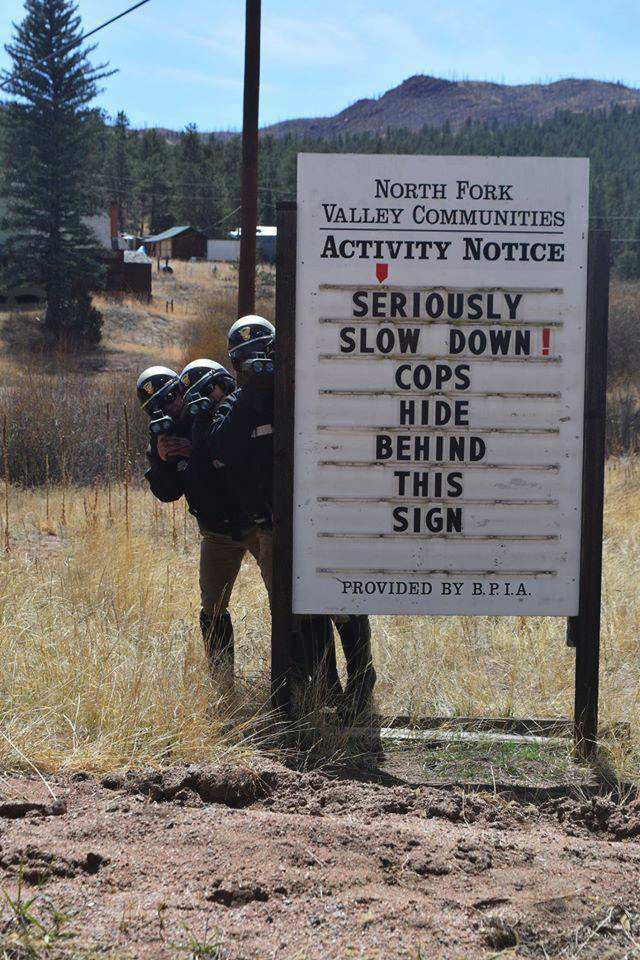 NORTH FORK
VALLEY COMMUNITIES
ACTIVITY NOTICE
SERIOUSLY
SLOW DOWN!
COPS
HIDE
BEHIND
THIS
SIGN
PROVIDED BY B.P.I.A.